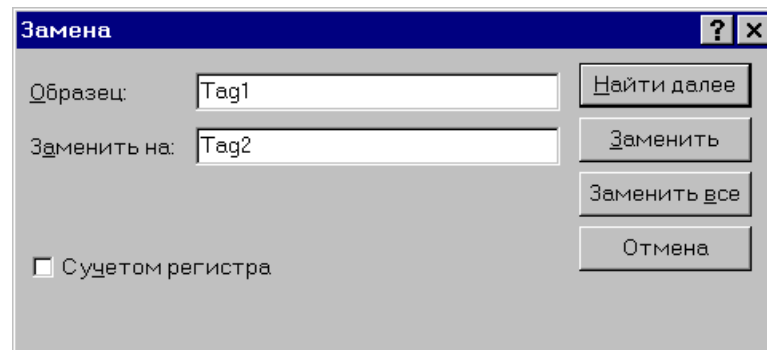 Замена
Образец: Tag1
Заменить на: Tag2
С учетом регистра
Найти далее
Заменить
Заменить все
Отмена